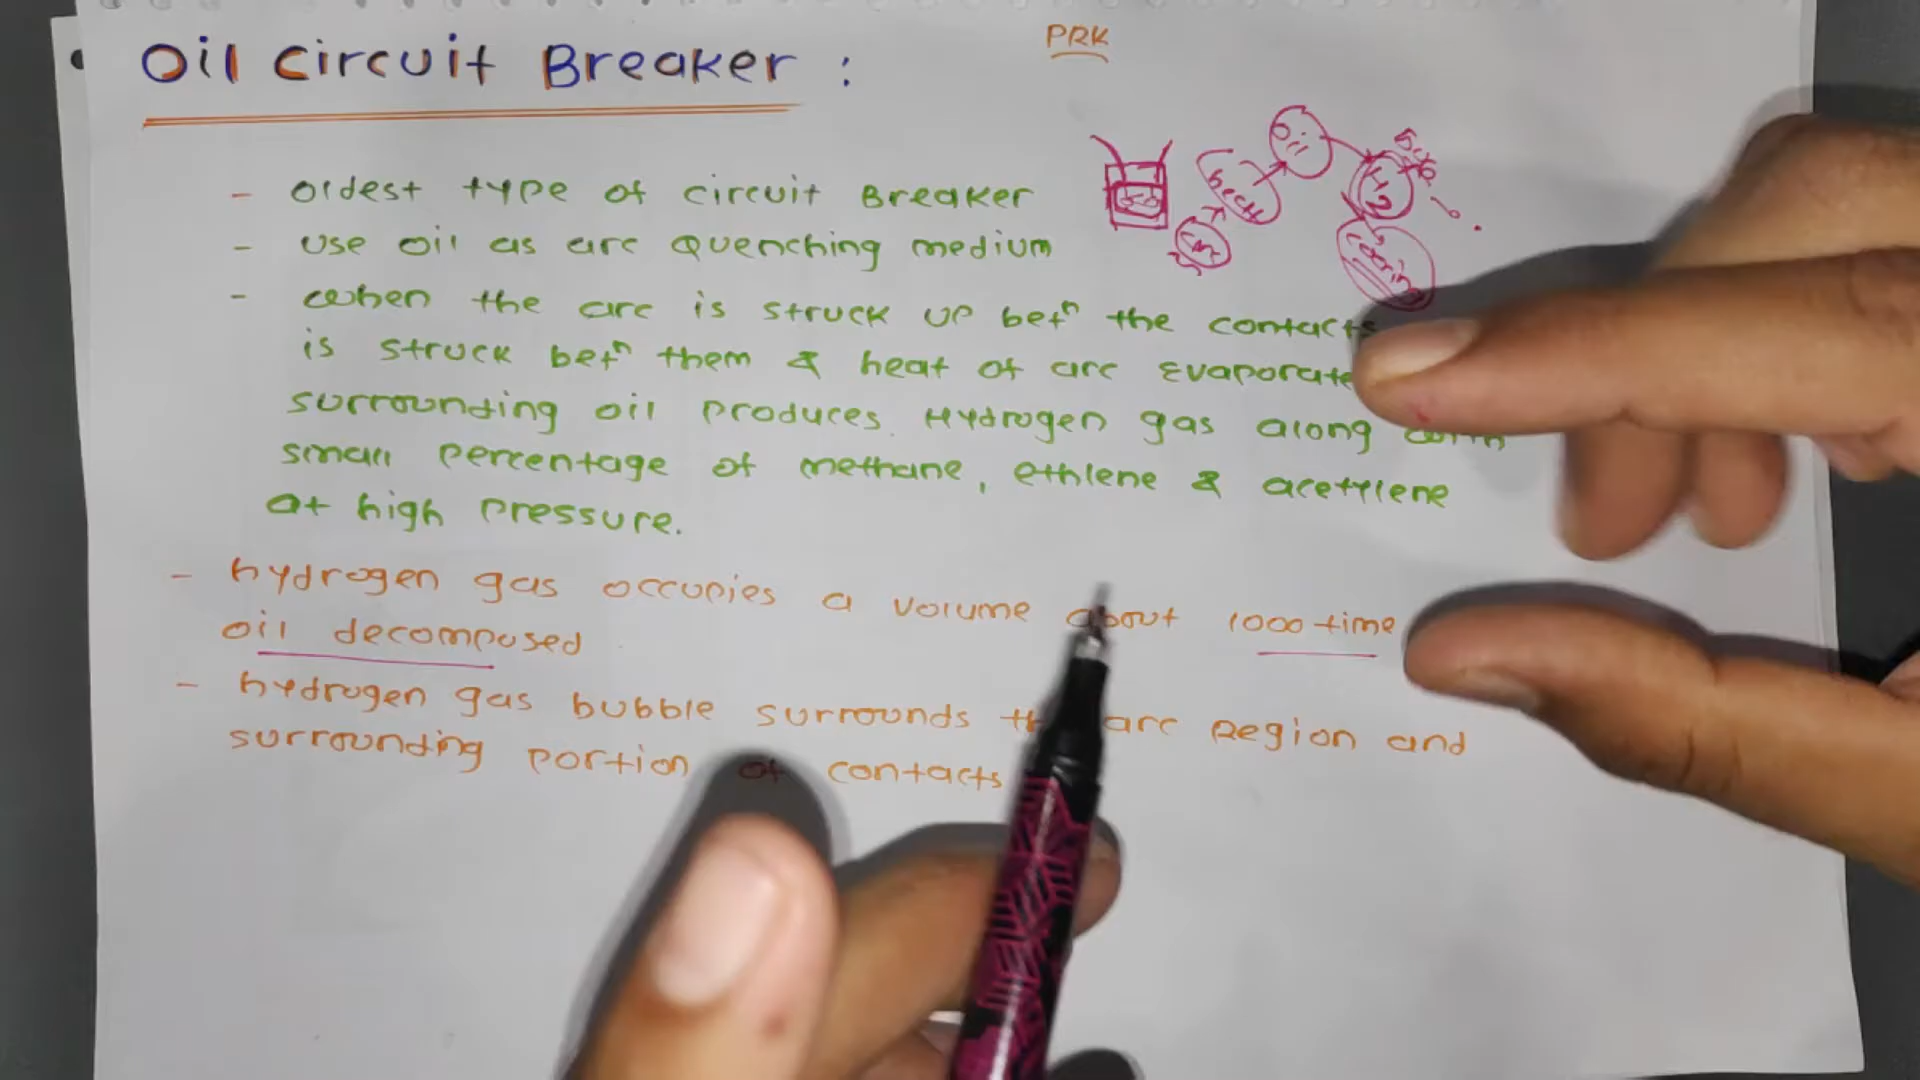 Oil Circuit Breaker :
PRK
- Oldest type of circuit Breaker
- Use oil as arc quenching medium
- When the arc is struck up betn the contacts
is struck betn them & heat of arc Evaporate
surrounding oil produces Hydrogen gas along with
small percentage of methane, ethlene & acetylene
at high pressure.
- hydrogen gas occupies a volume about 1000 time
oil decomposed
- hydrogen gas bubble surrounds the arc Region and
surrounding portion of contacts
oil
Heat
H2
cooling